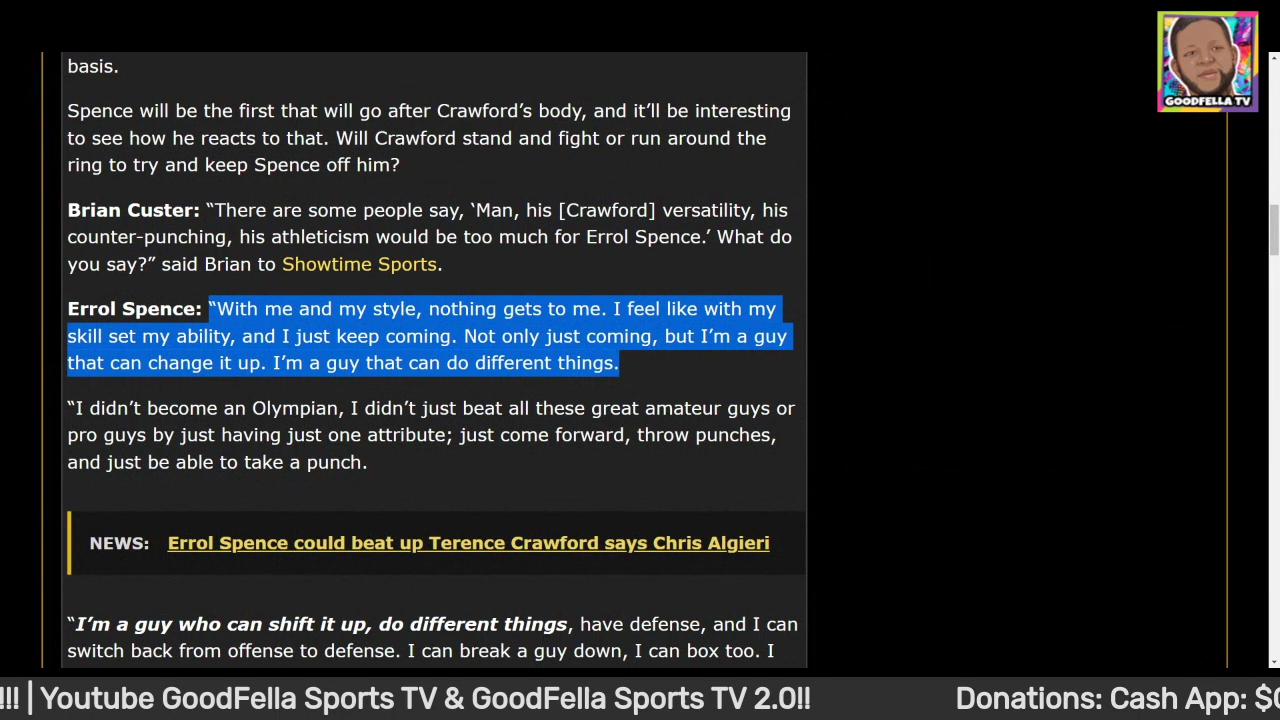 GOODFELLA TV
basis.
Spence will be the first that will go after Crawford’s body, and it’ll be interesting
to see how he reacts to that. Will Crawford stand and fight or run around the
ring to try and keep Spence off him?
Brian Custer: “There are some people say, ‘Man, his [Crawford] versatility, his
counter-punching, his athleticism would be too much for Errol Spence.’ What do
you say?” said Brian to Showtime Sports.
Errol Spence: “With me and my style, nothing gets to me. I feel like with my
skill set my ability, and I just keep coming. Not only just coming, but I’m a guy
that can change it up. I’m a guy that can do different things.
“I didn’t become an Olympian, I didn’t just beat all these great amateur guys or
pro guys by just having just one attribute; just come forward, throw punches,
and just be able to take a punch.
NEWS: Errol Spence could beat up Terence Crawford says Chris Algieri
“I’m a guy who can shift it up, do different things, have defense, and I can
switch back from offense to defense. I can break a guy down, I can box too. I
!!! | Youtube GoodFella Sports TV & GoodFella Sports TV 2.0!! Donations: Cash App: